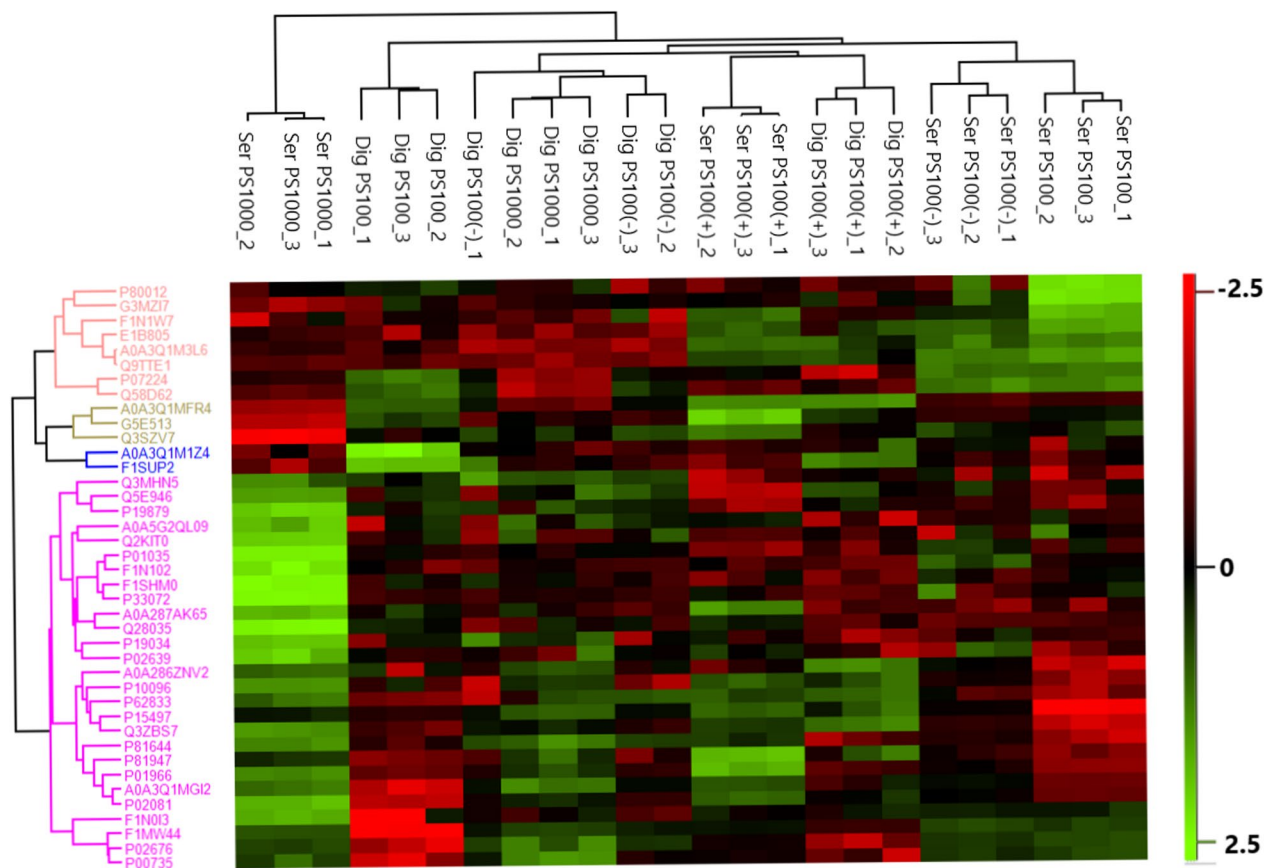 Ser PS1000_2
Ser PS1000_3
Ser PS1000_1
Dig PS100_1
Dig PS100_3
Dig PS100_2
Dig PS100(-)_1
Dig PS1000_2
Dig PS1000_1
Dig PS1000_3
Dig PS100(-)_3
Dig PS100(-)_2
Ser PS100(+)_2
Ser PS100(+)_3
Ser PS100(+)_1
Dig PS100(+)_3
Dig PS100(+)_1
Dig PS100(+)_2
Ser PS100(-)_3
Ser PS100(-)_2
Ser PS100(-)_1
Ser PS100_2
Ser PS100_3
Ser PS100_1
P80012
G3MZI7
F1N1W7
E1B805
A0A3Q1M3L6
Q9TTE1
P07224
Q58D62
A0A3Q1MFR4
G5E513
Q3SZV7
A0A3Q1M1Z4
F1SUP2
Q3MHN5
Q5E946
P19879
A0A5G2QL09
Q2KIT0
P01035
F1N102
F1SHM0
P33072
A0A287AK65
Q28035
P19034
P02639
A0A286ZNV2
P10096
P62833
P15497
Q3ZBS7
P81644
P81947
P01966
A0A3Q1MGI2
P02081
F1N0I3
F1MW44
P02676
P00735
-2.5
0
2.5